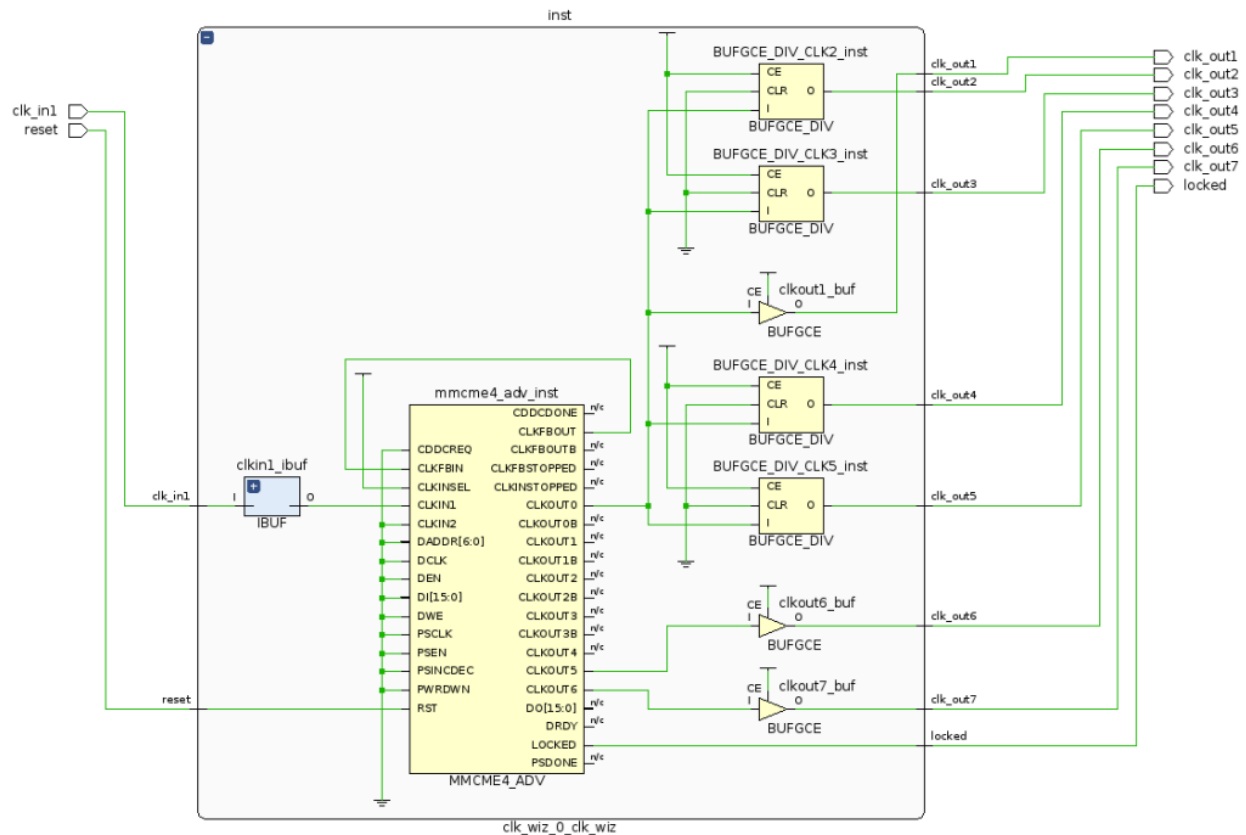 inst
clk_in1
reset
clk_in1
reset
clkin1_ibuf
I
O
IBUF
mmcme4_adv_inst
CDDCREQ
CLKFBIN
CLKINSEL
CLKIN1
CLKIN2
DADDR[6:0]
DCLK
DEN
DI[15:0]
DWE
PSCLK
PSEN
PSINCDEC
PWRDWN
RST
CDDCDONE n/c
CLKFBOUT
CLKFBOUTB n/c
CLKFBSTOPPED n/c
CLKINSTOPPED n/c
CLKOUT0
CLKOUT0B n/c
CLKOUT1 n/c
CLKOUT1B n/c
CLKOUT2 n/c
CLKOUT2B n/c
CLKOUT3 n/c
CLKOUT3B n/c
CLKOUT4 n/c
CLKOUT5
CLKOUT6
DO[15:0] n/c
DRDY n/c
LOCKED
PSDONE n/c
MMCME4_ADV
BUFGCE_DIV_CLK2_inst
CE
CLR O
I
BUFGCE_DIV
BUFGCE_DIV_CLK3_inst
CE
CLR O
I
BUFGCE_DIV
clkout1_buf
CE
I
O
BUFGCE
BUFGCE_DIV_CLK4_inst
CE
CLR O
I
BUFGCE_DIV
BUFGCE_DIV_CLK5_inst
CE
CLR O
I
BUFGCE_DIV
clkout6_buf
CE
I
O
BUFGCE
clkout7_buf
CE
I
O
BUFGCE
clk_out1
clk_out2
clk_out3
clk_out4
clk_out5
clk_out6
clk_out7
locked
clk_out1
clk_out2
clk_out3
clk_out4
clk_out5
clk_out6
clk_out7
locked
clk_wiz_0_clk_wiz